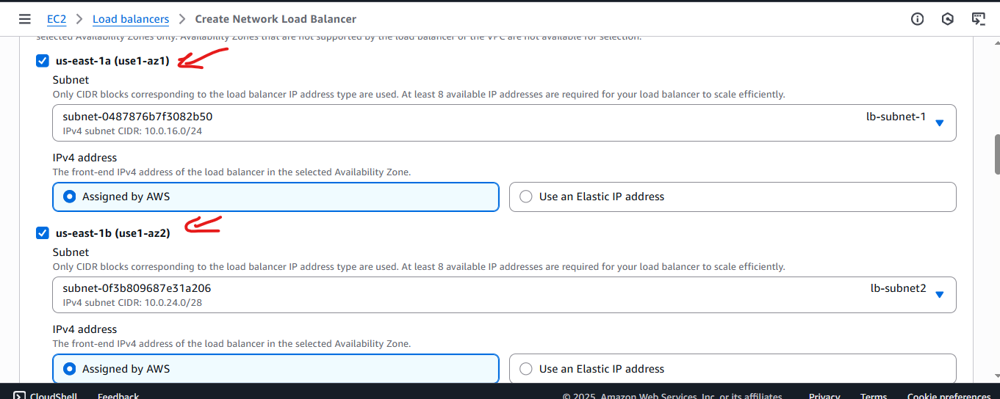 EC2 > Load balancers > Create Network Load Balancer
selected Availability Zones only. Availability Zones that are not supported by the load balancer or the VPC are not available for selection.
us-east-1a (use1-az1)
Subnet
Only CIDR blocks corresponding to the load balancer IP address type are used. At least 8 available IP addresses are required for your load balancer to scale efficiently.
subnet-0487876b7f3082b50 lb-subnet-1
IPv4 subnet CIDR: 10.0.16.0/24
IPv4 address
The front-end IPv4 address of the load balancer in the selected Availability Zone.
Assigned by AWS Use an Elastic IP address
us-east-1b (use1-az2)
Subnet
Only CIDR blocks corresponding to the load balancer IP address type are used. At least 8 available IP addresses are required for your load balancer to scale efficiently.
subnet-0f3b809687e31a206 lb-subnet2
IPv4 subnet CIDR: 10.0.24.0/28
IPv4 address
The front-end IPv4 address of the load balancer in the selected Availability Zone.
Assigned by AWS Use an Elastic IP address
CloudShell Feedback © 2025, Amazon Web Services, Inc. or its affiliates. Privacy Terms Cookie preferences